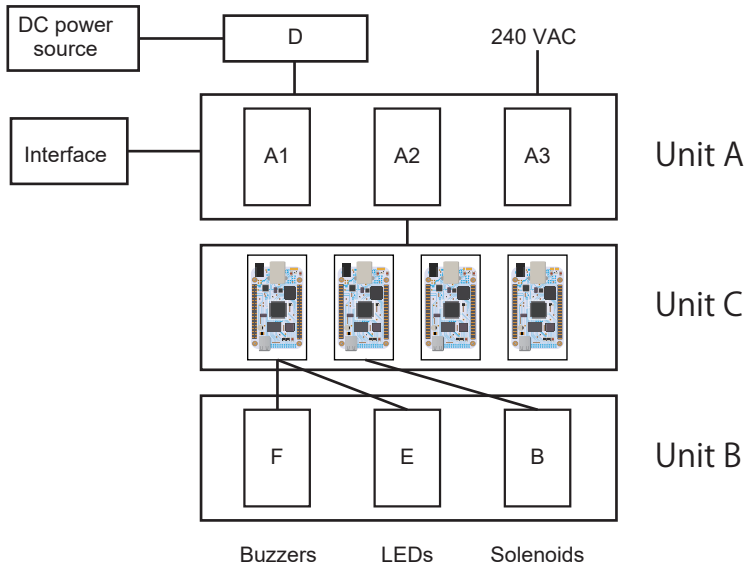 DC power
source
D
240 VAC
Interface
A1
A2
A3
Unit A
Unit C
F
E
B
Unit B
Buzzers
LEDs
Solenoids